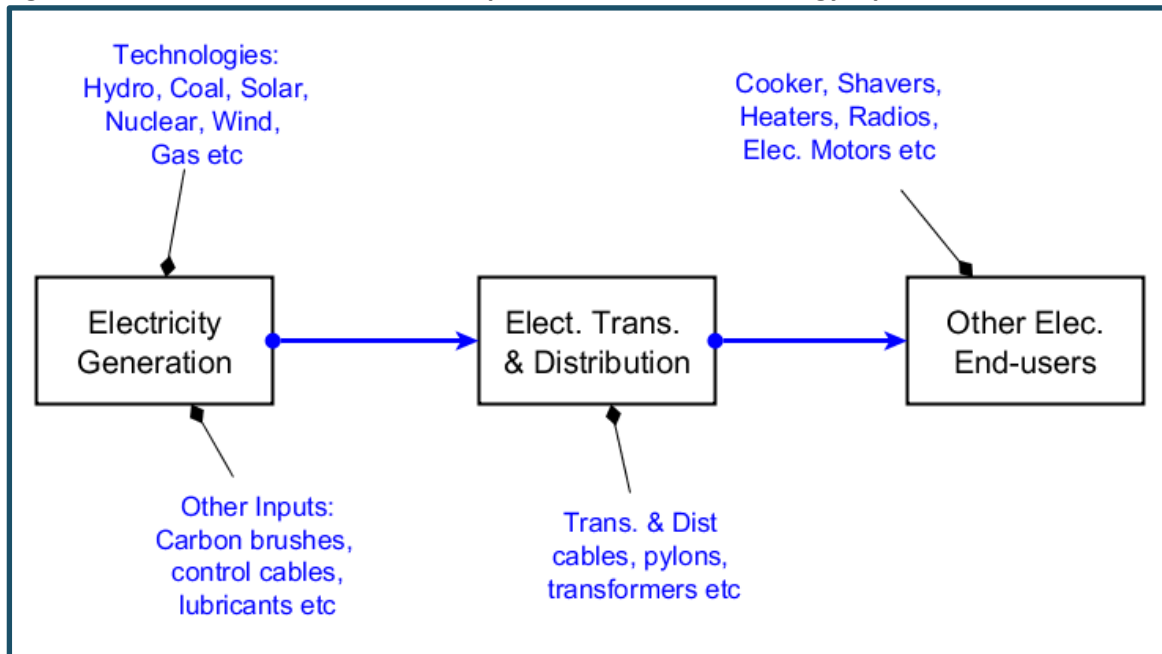 Technologies:
Hydro, Coal, Solar,
Nuclear, Wind,
Gas etc
Cooker, Shavers,
Heaters, Radios,
Elec. Motors etc
Electricity
Generation
Elect. Trans.
& Distribution
Other Elec.
End-users
Other Inputs:
Carbon brushes,
control cables,
lubricants etc
Trans. & Dist
cables, pylons,
transformers etc